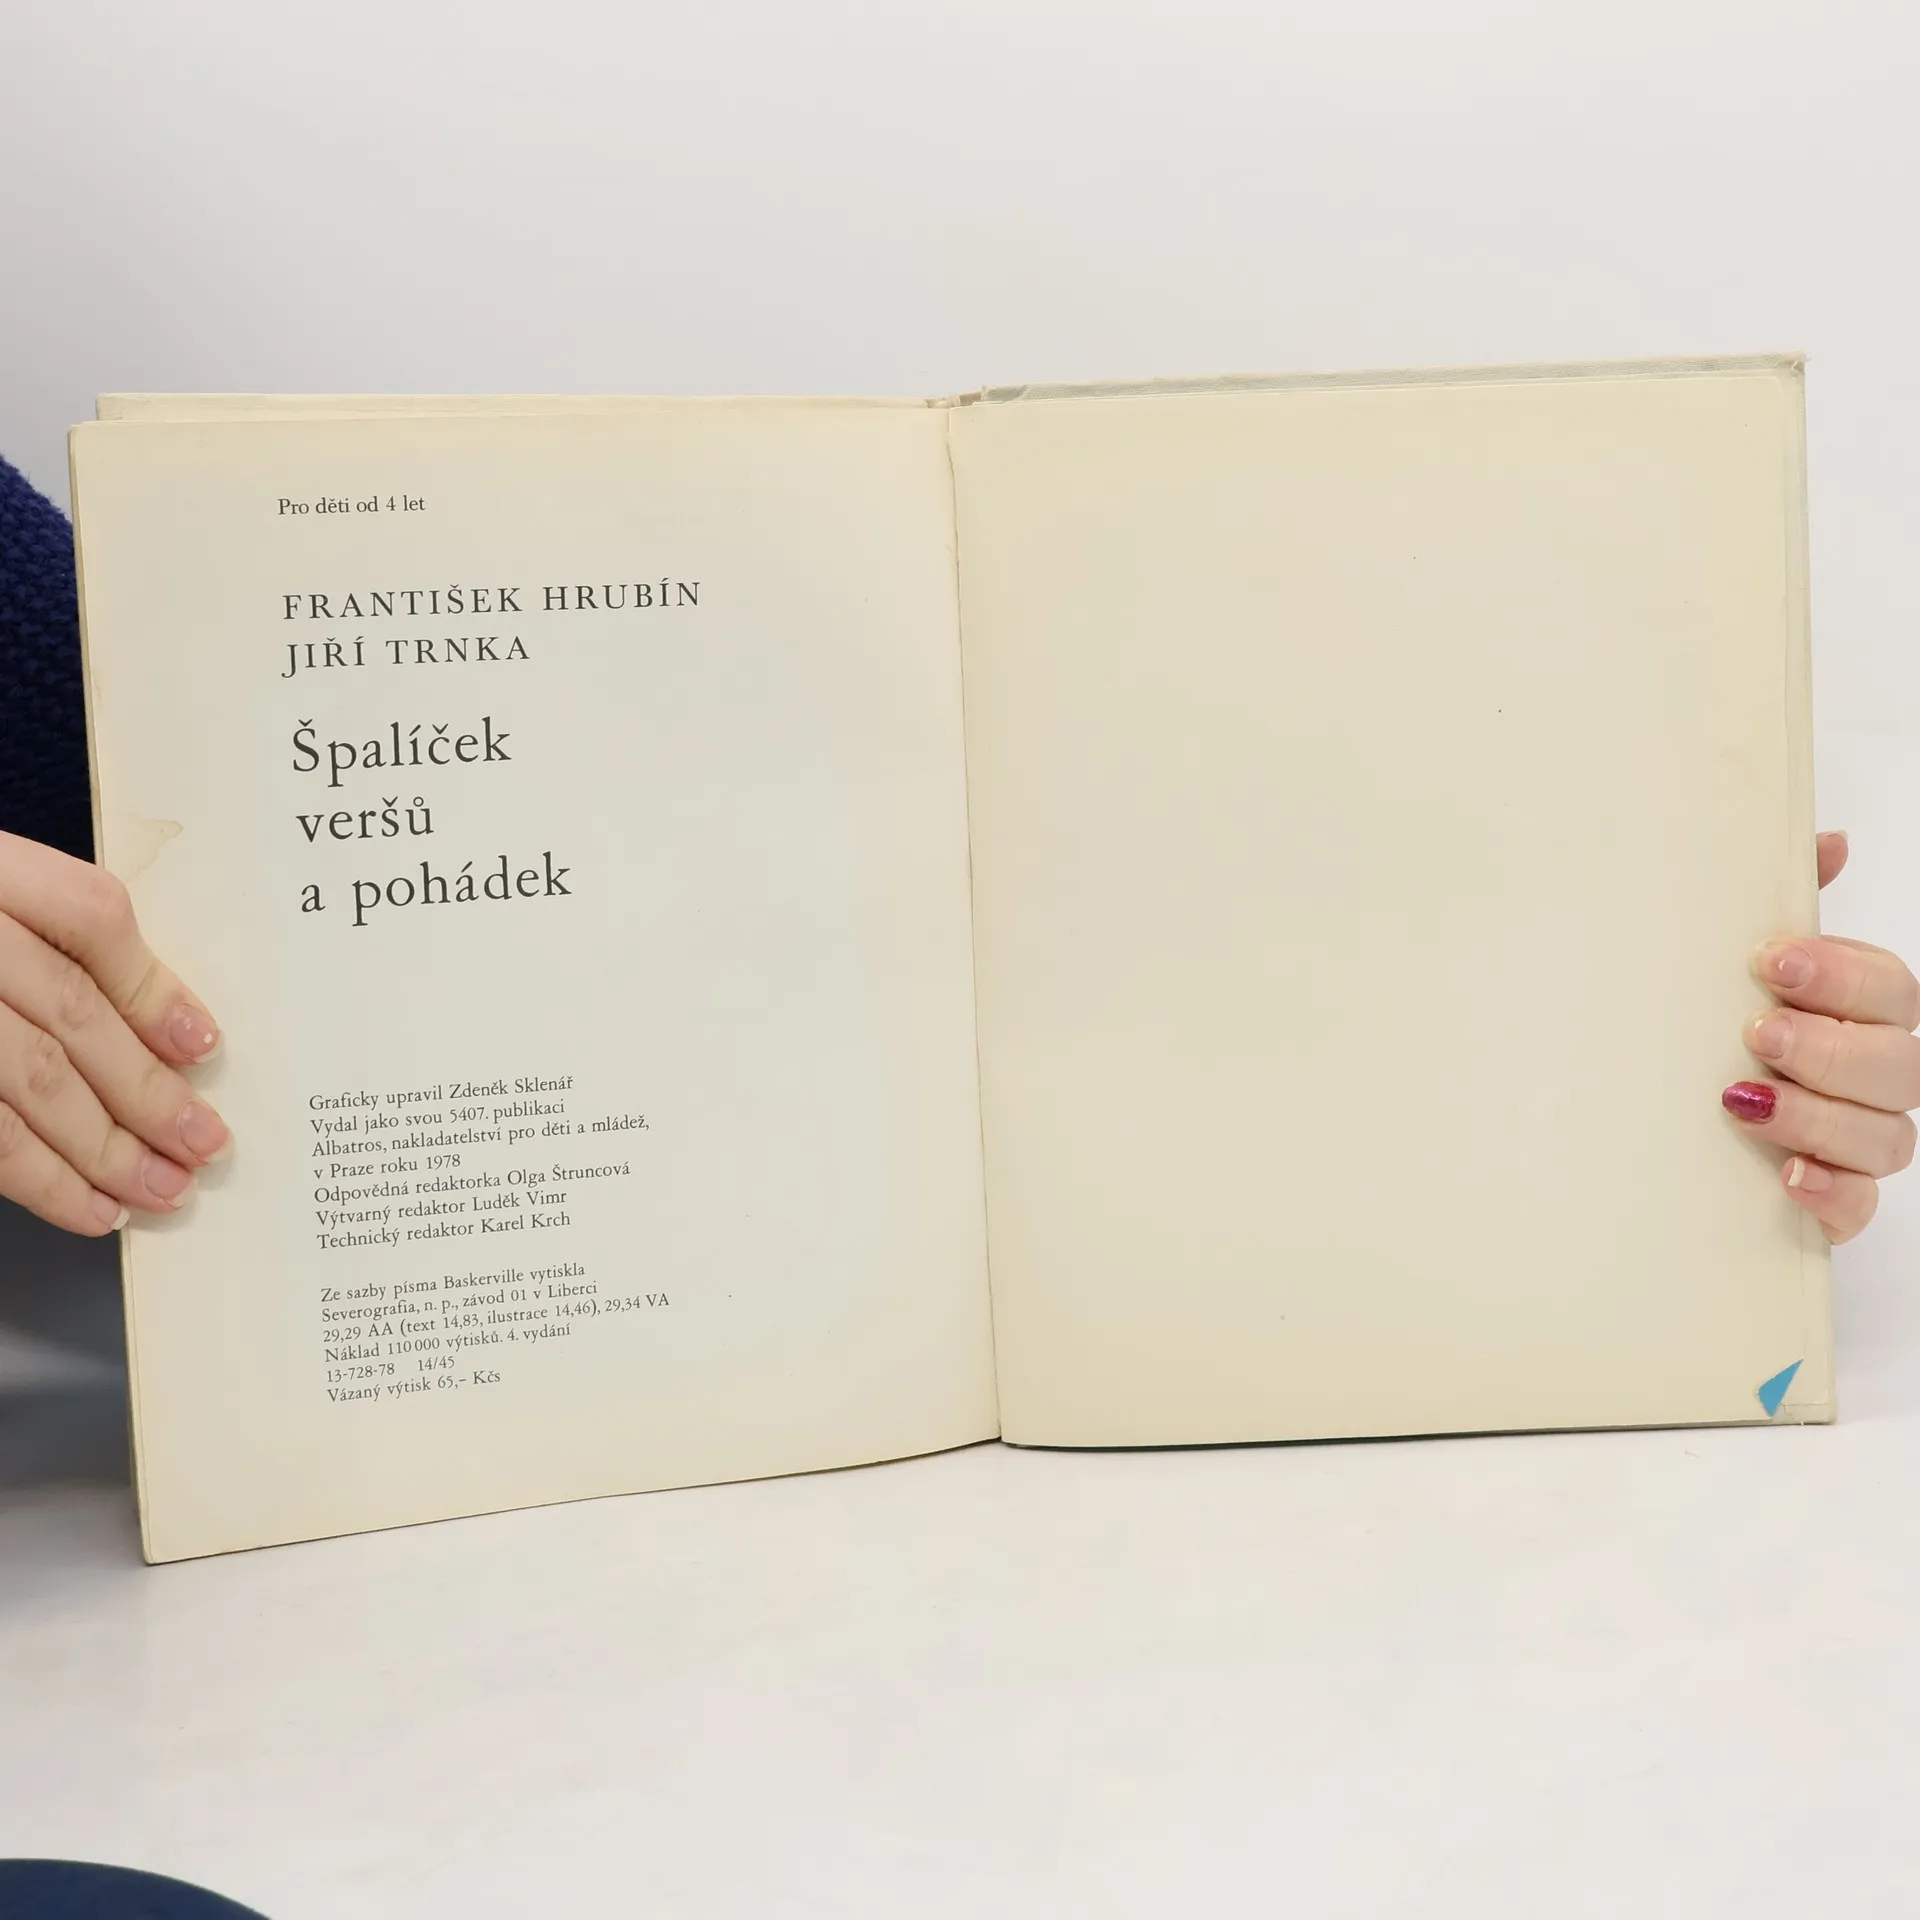 Pro děti od 4 let
FRANTIŠEK HRUBÍN
JIŘÍ TRNKA
Špalíček
veršů
a pohádek
Graficky upravil Zdeněk Sklenář
Vydal jako svou 5407. publikaci
Albatros, nakladatelství pro děti a mládež,
v Praze roku 1978
Odpovědná redaktorka Olga Štruncová
Výtvarný redaktor Luděk Vimr
Technický redaktor Karel Krch
Ze sazby písma Baskerville vytiskla
Severografia, n. p., závod 01 v Liberci
29,29 AA (text 14,83, ilustrace 14,46), 29,34 VA
Náklad 110 000 výtisků. 4. vydání
13-728-78 14/45
Vázaný výtisk 65,– Kčs